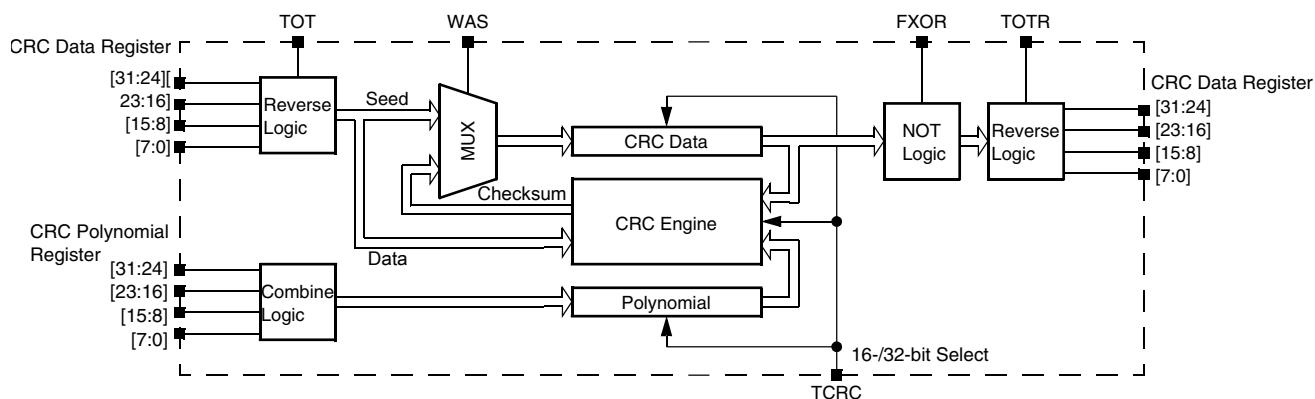 TOT
WAS
FXOR
TOTR
CRC Data Register
[31:24][
23:16]
[15:8]
[7:0]
Reverse
Logic
Seed
MUX
CRC Data
NOT
Logic
Reverse
Logic
CRC Data Register
[31:24]
[23:16]
[15:8]
[7:0]
Checksum
CRC Engine
Data
CRC Polynomial
Register
[31:24]
[23:16]
[15:8]
[7:0]
Combine
Logic
Polynomial
16-/32-bit Select
TCRC